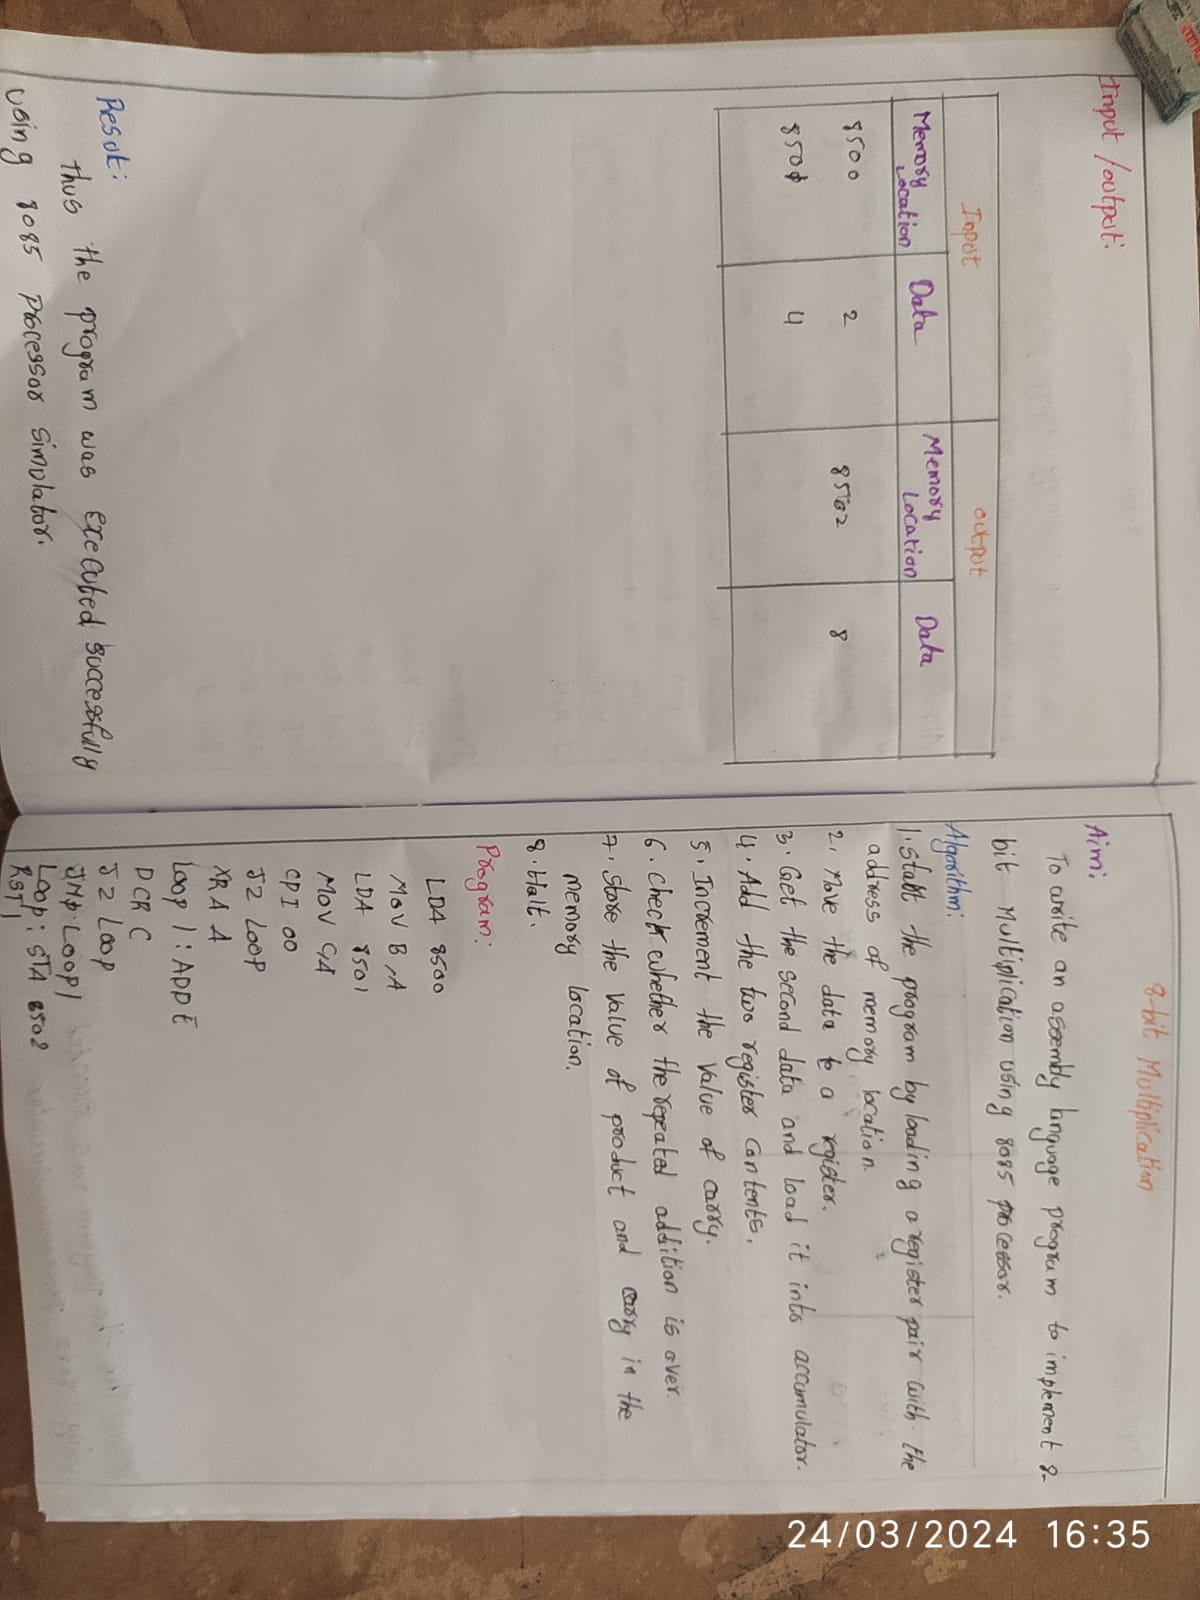 Input /output:
Input
output
Memory
Location
Data
Memory
Location
Data
8500
2
8502
8
850
4
Result:
Thus the program was executed successfully
using 8085 processor simulator.
8-bit Multiplication
Aim:
To write an assembly language program to implement 8-
bit Multiplication using 8085 processor.
Algorithm:
1. Start the program by loading a register pair with the
address of memory location.
2. Move the data to a register.
3. Get the second data and load it into accumulator.
4. Add the two register contents.
5. Increment the value of carry.
6. check whether the repeated addition is over.
7. Store the value of product and carry in the
memory location.
8. Halt.
Program:
LDA 8500
MOV B A
LDA 8501
MOV C A
CPI 00
JZ LOOP
XRA A
LOOP 1: ADD
DCR C
JZ LOOP
LOOP 1
LOOP: STA 8502
RST 1
24/03/2024 16:35